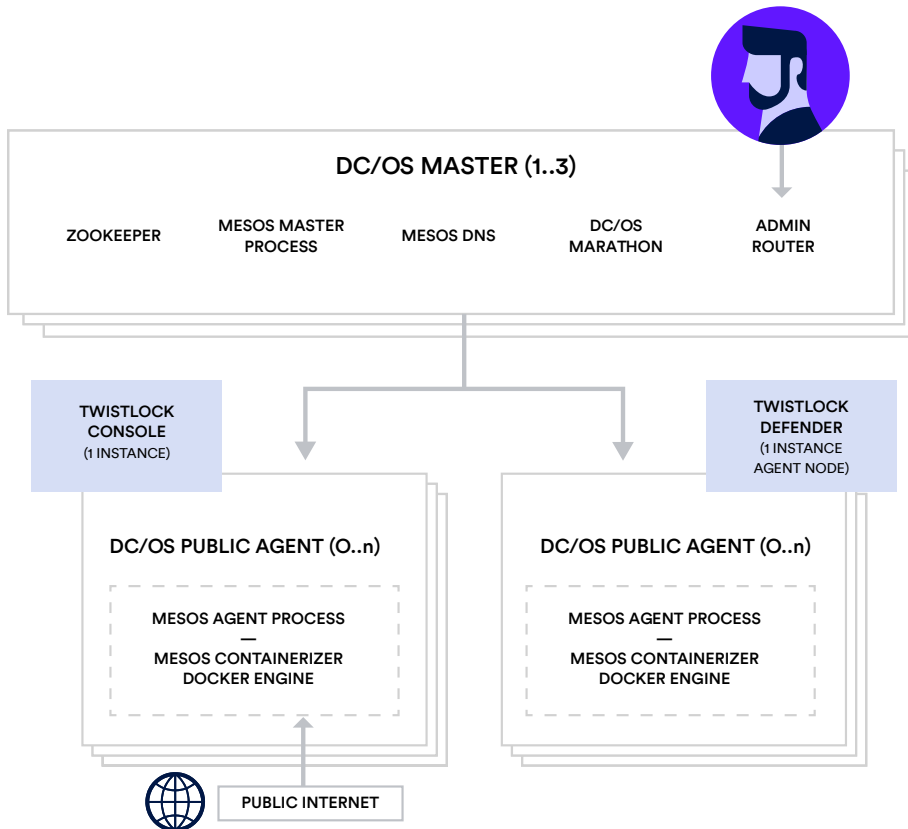 DC/OS MASTER (1..3)
ZOOKEEPER
MESOS MASTER
PROCESS
MESOS DNS
DC/OS
MARATHON
ADMIN
ROUTER
TWISTLOCK
CONSOLE
(1 INSTANCE)
TWISTLOCK
DEFENDER
(1 INSTANCE
AGENT NODE)
DC/OS PUBLIC AGENT (O..n)
MESOS AGENT PROCESS
—
MESOS CONTAINERIZER
DOCKER ENGINE
DC/OS PUBLIC AGENT (O..n)
MESOS AGENT PROCESS
—
MESOS CONTAINERIZER
DOCKER ENGINE
PUBLIC INTERNET